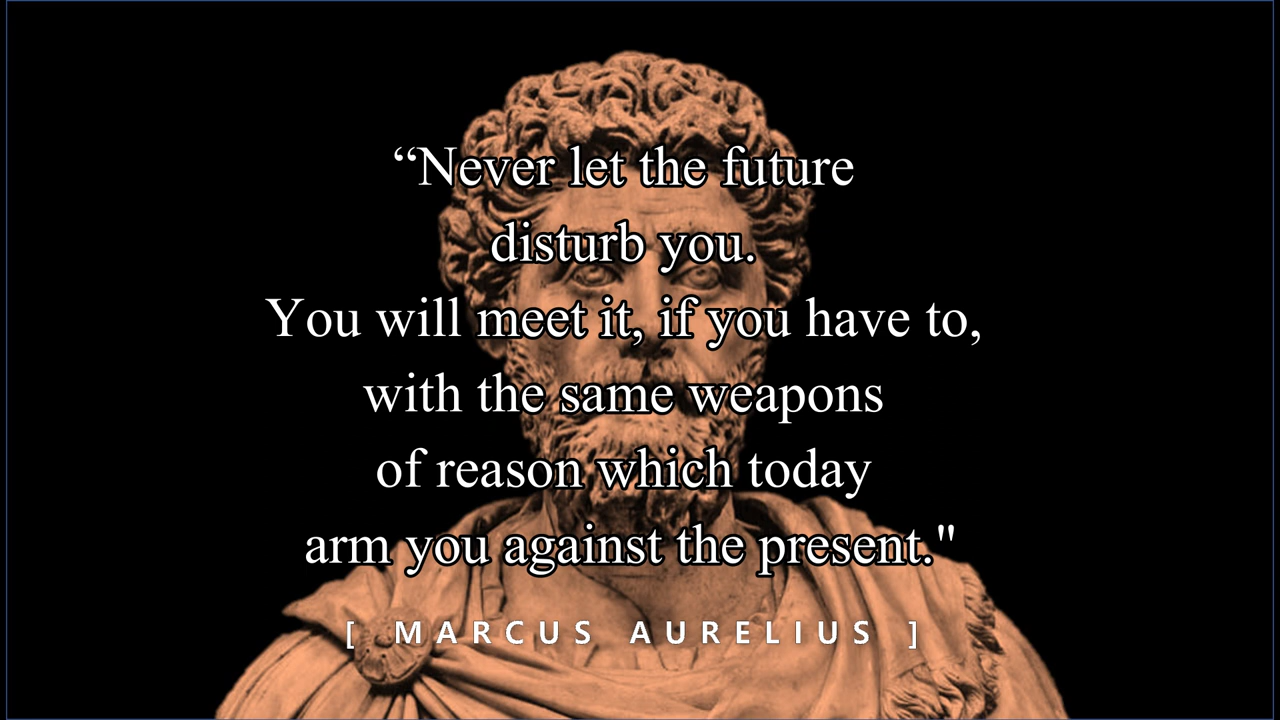 “Never let the future
disturb you.
You will meet it, if you have to,
with the same weapons
of reason which today
arm you against the present."
[ MARCUS AURELIUS ]